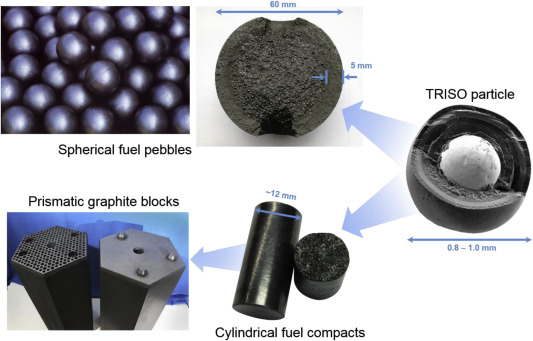 60 mm
5 mm
TRISO particle
Spherical fuel pebbles
Prismatic graphite blocks
~12 mm
0.8 – 1.0 mm
Cylindrical fuel compacts